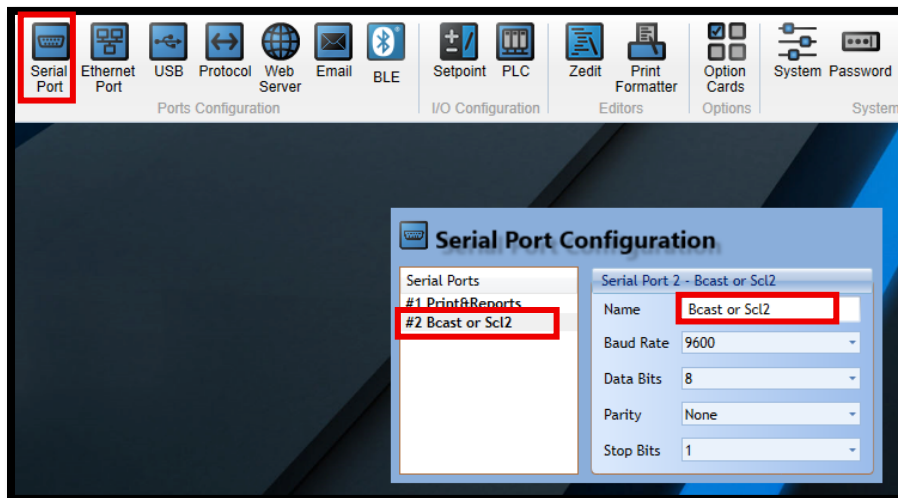 Serial Port
Ethernet Port
USB
Protocol
Web Server
Email
BLE
Setpoint
PLC
Zedit
Print Formatter
Option Cards
System
Password
Ports Configuration
I/O Configuration
Editors
Options
System
Serial Port Configuration
Serial Ports
#1 Print&Reports
#2 Bcast or Scl2
Serial Port 2 - Bcast or Scl2
Name Bcast or Scl2
Baud Rate 9600
Data Bits 8
Parity None
Stop Bits 1